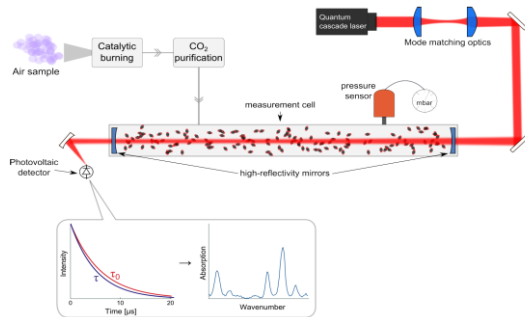 Quantum
cascade laser
Mode matching optics
Air sample
Catalytic
burning
CO₂
purification
pressure
sensor
mbar
measurement cell
high-reflectivity mirrors
Photovoltaic
detector
Intensity
τ
τ₀
0
10
20
Time [μs]
→
Absorption
Wavenumber